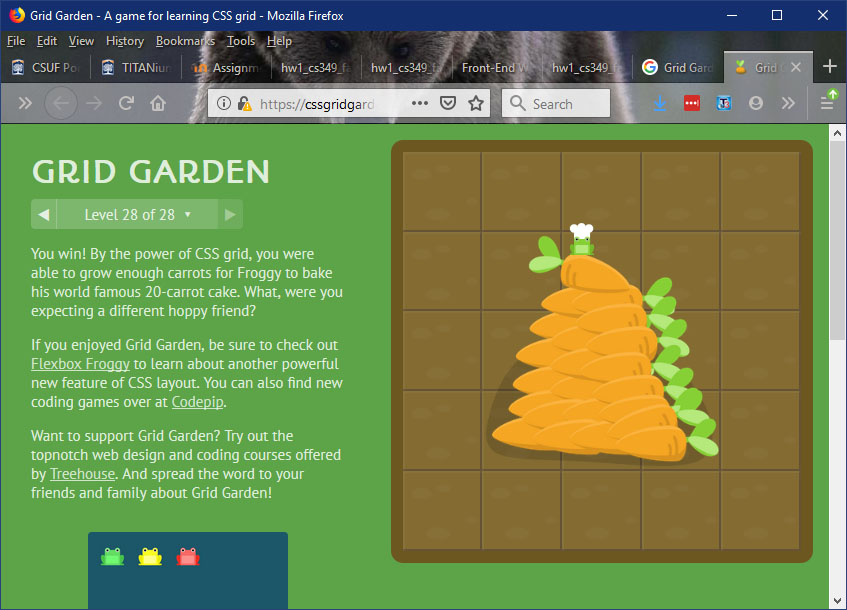 Grid Garden - A game for learning CSS grid - Mozilla Firefox
File Edit View History Bookmarks Tools Help
CSUF Po TITANiu Assignm hw1_cs349_f hw1_cs349_f Front-End W hw1_cs349_fr Grid Gard Grid
https://cssgridgard Search
GRID GARDEN
Level 28 of 28
You win! By the power of CSS grid, you were
able to grow enough carrots for Froggy to bake
his world famous 20-carrot cake. What, were you
expecting a different hoppy friend?
If you enjoyed Grid Garden, be sure to check out
Flexbox Froggy to learn about another powerful
new feature of CSS layout. You can also find new
coding games over at Codepip.
Want to support Grid Garden? Try out the
topnotch web design and coding courses offered
by Treehouse. And spread the word to your
friends and family about Grid Garden!